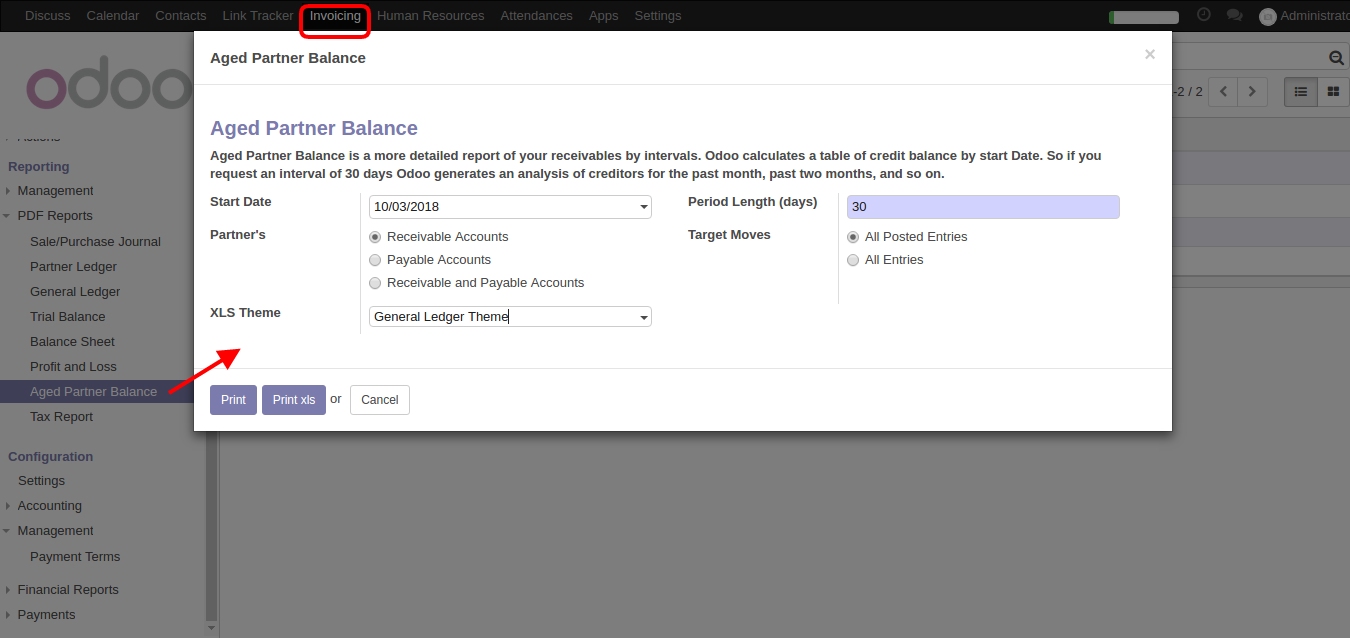 Discuss Calendar Contacts Link Tracker Invoicing Human Resources Attendances Apps Settings Administrato
odoo
Reporting
Management
PDF Reports
Sale/Purchase Journal
Partner Ledger
General Ledger
Trial Balance
Balance Sheet
Profit and Loss
Aged Partner Balance
Tax Report
Configuration
Settings
Accounting
Management
Payment Terms
Financial Reports
Payments
Aged Partner Balance ×
-2 / 2
Aged Partner Balance
Aged Partner Balance is a more detailed report of your receivables by intervals. Odoo calculates a table of credit balance by start Date. So if you
request an interval of 30 days Odoo generates an analysis of creditors for the past month, past two months, and so on.
Start Date 10/03/2018 Period Length (days) 30
Partner's Receivable Accounts Target Moves All Posted Entries
Payable Accounts All Entries
Receivable and Payable Accounts
XLS Theme General Ledger Theme
Print Print xls or Cancel